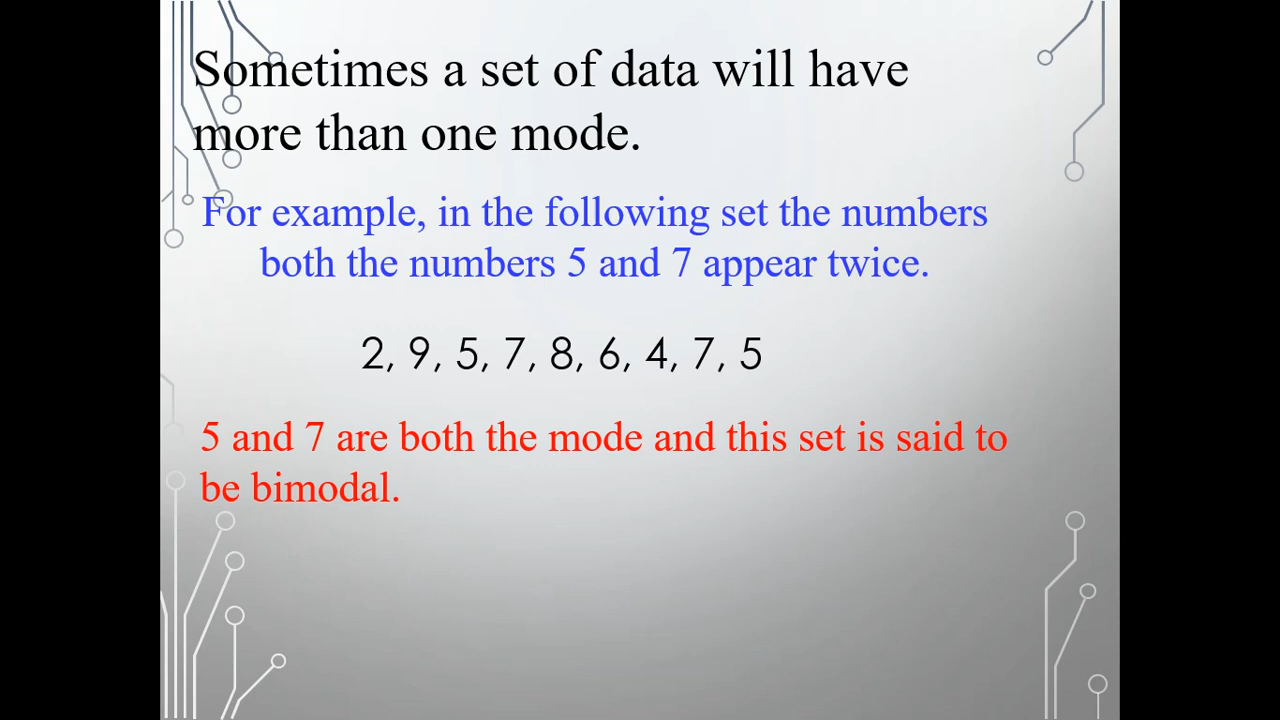 Sometimes a set of data will have
more than one mode.
For example, in the following set the numbers
both the numbers 5 and 7 appear twice.
2, 9, 5, 7, 8, 6, 4, 7, 5
5 and 7 are both the mode and this set is said to
be bimodal.